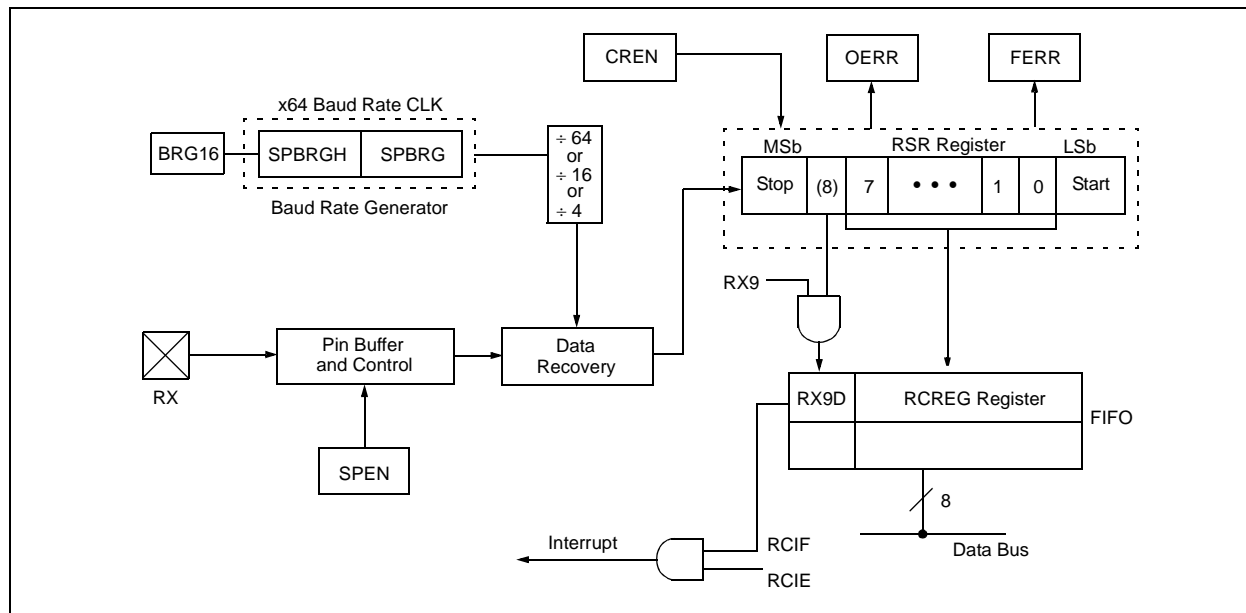 CREN
OERR
FERR
x64 Baud Rate CLK
BRG16
SPBRGH
SPBRG
Baud Rate Generator
÷ 64
or
÷ 16
or
÷ 4
MSb
RSR Register
LSb
Stop
(8)
7
• • •
1
0
Start
RX9
RX
Pin Buffer
and Control
Data
Recovery
SPEN
RX9D
RCREG Register
FIFO
8
Data Bus
Interrupt
RCIF
RCIE